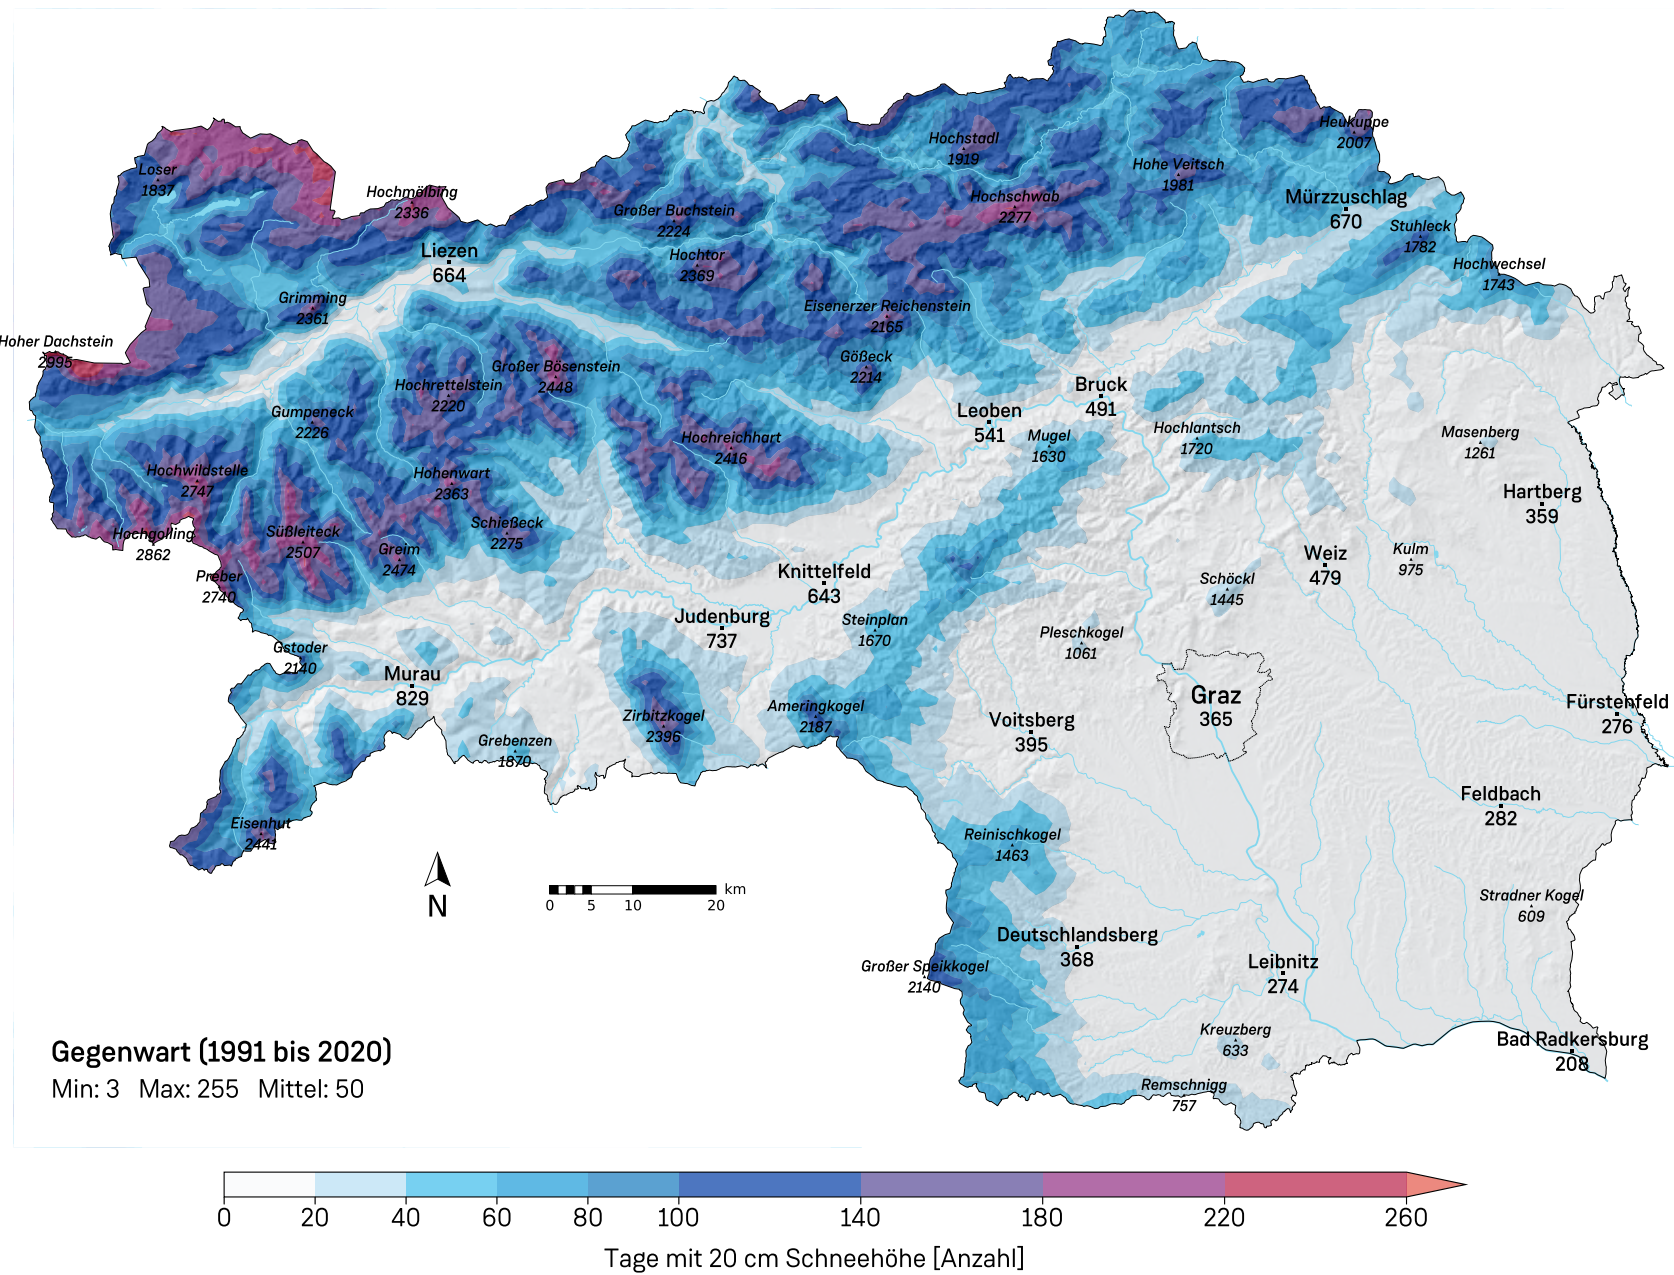 Heukuppe
2007
Hochstadl
1919
Hohe Veitsch
1981
Loser
1837
Hochmölbing
2336
Hochschwab
2277
Mürzzuschlag
670
Großer Buchstein
2224
Stuhleck
1782
Liezen
664
Hochtor
2369
Hochwechsel
1743
Grimming
2361
Eisenerzer Reichenstein
2165
Hoher Dachstein
2995
Großer Bösenstein
2448
Gößeck
2214
Hochrettelstein
2220
Bruck
491
Gumpeneck
2226
Leoben
541
Hochlantsch
1720
Mugel
1630
Masenberg
1261
Hochreichhart
2416
Hochwildstelle
2747
Hohenwart
2363
Hartberg
359
Hochgolling
2862
Süßleiteck
2507
Schießeck
2275
Greim
2474
Preber
2740
Knittelfeld
643
Weiz
479
Kulm
975
Schöckl
1445
Judenburg
737
Steinplan
1670
Pleschkogel
1061
Gstoder
2140
Murau
829
Graz
365
Zirbitzkogel
2396
Ameringkogel
2187
Voitsberg
395
Fürstenfeld
276
Grebenzen
1870
Feldbach
282
Eisenhut
2441
Reinischkogel
1463
N
km
0 5 10 20
Stradner Kogel
609
Deutschlandsberg
368
Großer Speikkogel
2140
Leibnitz
274
Kreuzberg
633
Bad Radkersburg
208
Remschnigg
757
Gegenwart (1991 bis 2020)
Min: 3 Max: 255 Mittel: 50
0 20 40 60 80 100 140 180 220 260
Tage mit 20 cm Schneehöhe [Anzahl]